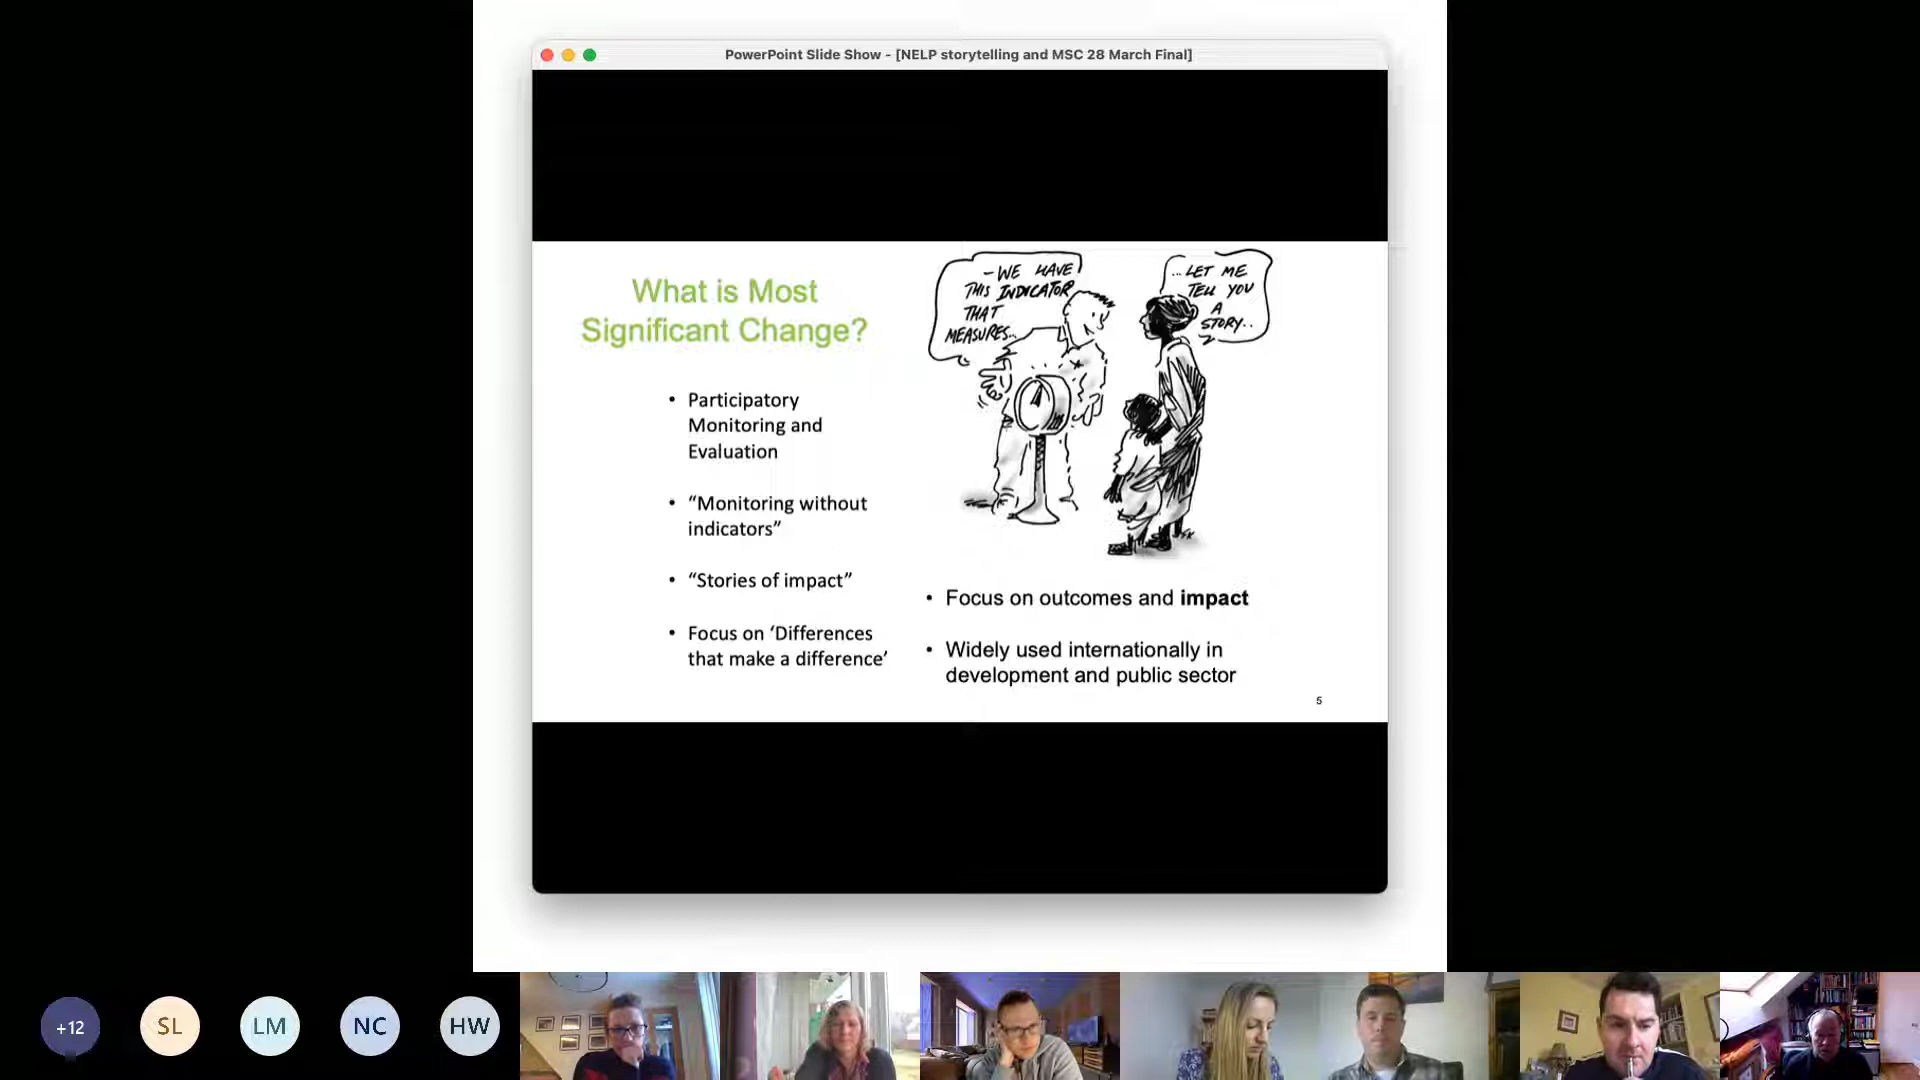 PowerPoint Slide Show - [NELP storytelling and MSC 28 March Final]
What is Most
Significant Change?
• Participatory
Monitoring and
Evaluation
• “Monitoring without
indicators”
• “Stories of impact”
• Focus on ‘Differences
that make a difference’
-WE HAVE
THIS INDICATOR
THAT
MEASURES...
...LET ME
TELL YOU
A
STORY..
• Focus on outcomes and impact
• Widely used internationally in
development and public sector
5
+12
SL
LM
NC
HW